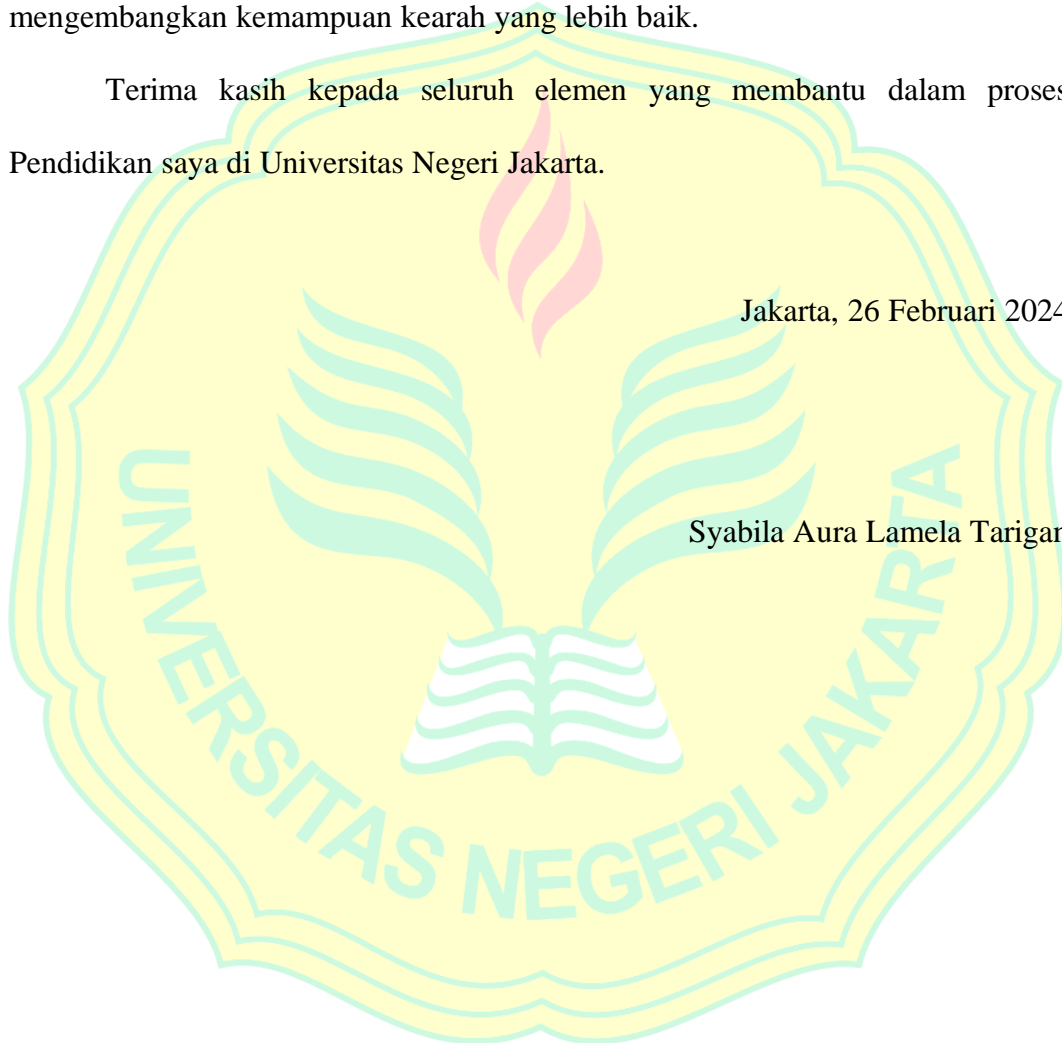 mengembangkan kemampuan kearah yang lebih baik.
Terima kasih kepada seluruh elemen yang membantu dalam proses
Pendidikan saya di Universitas Negeri Jakarta.
Jakarta, 26 Februari 2024
Syabila Aura Lamela Tarigan
UNIVERSITAS NEGERI JAKARTA